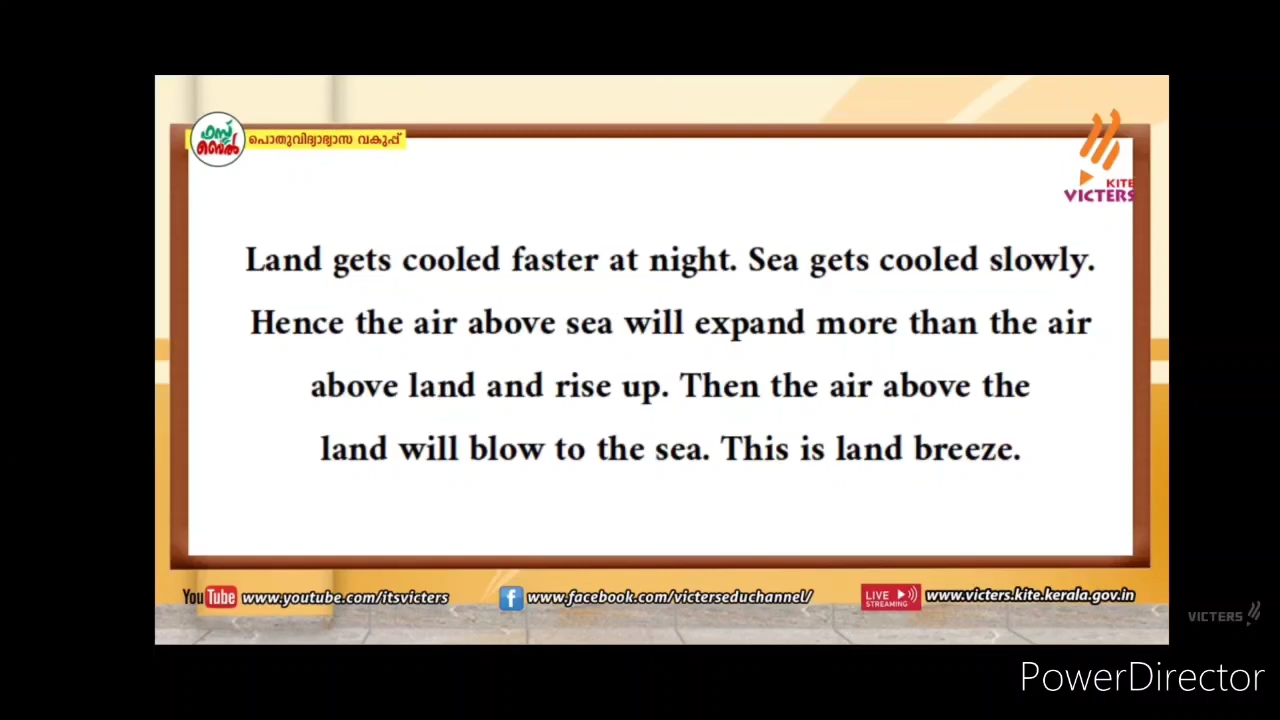 ഫസ്റ്റ്
ബെൽ
പൊതുവിദ്യാഭ്യാസ വകുപ്പ്
KITE
VICTERS
Land gets cooled faster at night. Sea gets cooled slowly.
Hence the air above sea will expand more than the air
above land and rise up. Then the air above the
land will blow to the sea. This is land breeze.
YouTube www.youtube.com/itsvicters
f www.facebook.com/victerseduchannel/
LIVE
STREAMING
www.victers.kite.kerala.gov.in
VICTERS
PowerDirector